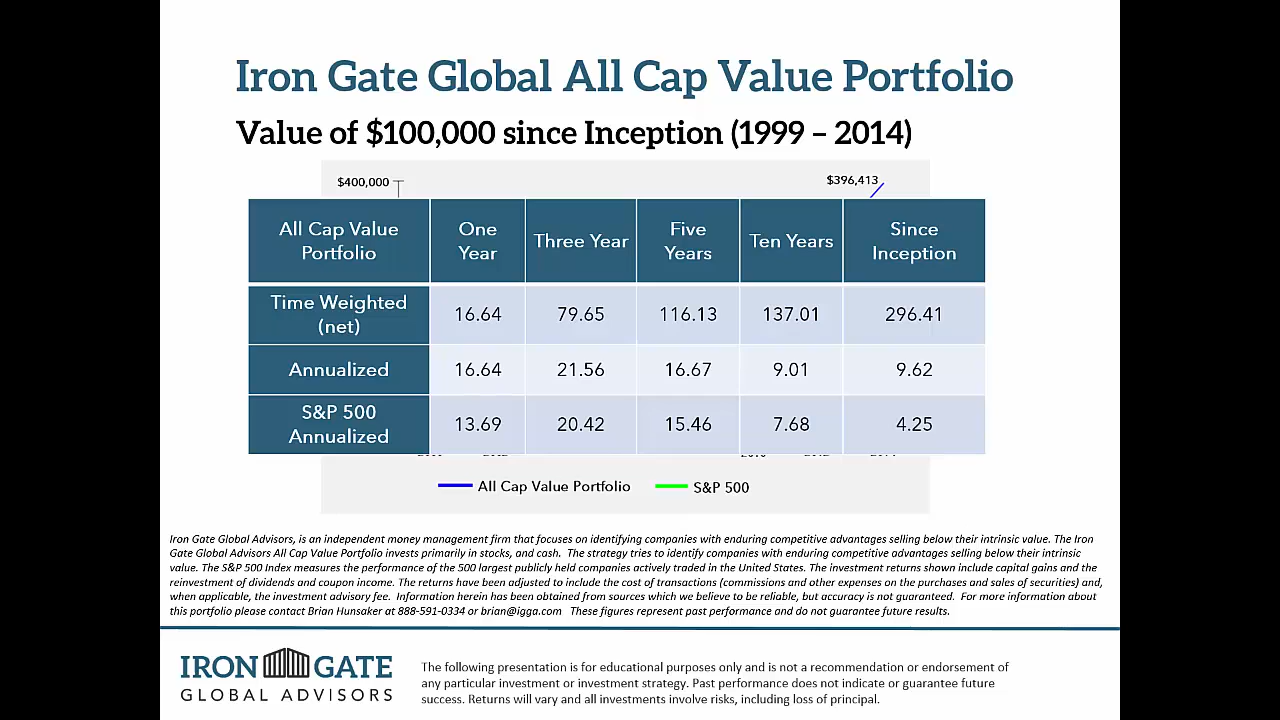 Iron Gate Global All Cap Value Portfolio
Value of $100,000 since Inception (1999 – 2014)
$400,000
$396,413
All Cap Value Portfolio
One Year
Three Year
Five Years
Ten Years
Since Inception
Time Weighted (net)
16.64
79.65
116.13
137.01
296.41
Annualized
16.64
21.56
16.67
9.01
9.62
S&P 500 Annualized
13.69
20.42
15.46
7.68
4.25
All Cap Value Portfolio
S&P 500
Iron Gate Global Advisors, is an independent money management firm that focuses on identifying companies with enduring competitive advantages selling below their intrinsic value. The Iron
Gate Global Advisors All Cap Value Portfolio invests primarily in stocks, and cash. The strategy tries to identify companies with enduring competitive advantages selling below their intrinsic
value. The S&P 500 Index measures the performance of the 500 largest publicly held companies actively traded in the United States. The investment returns shown include capital gains and the
reinvestment of dividends and coupon income. The returns have been adjusted to include the cost of transactions (commissions and other expenses on the purchases and sales of securities) and,
when applicable, the investment advisory fee. Information herein has been obtained from sources which we believe to be reliable, but accuracy is not guaranteed. For more information about
this portfolio please contact Brian Hunsaker at 888-591-0334 or brian@igga.com These figures represent past performance and do not guarantee future results.
IRON GATE
GLOBAL ADVISORS
The following presentation is for educational purposes only and is not a recommendation or endorsement of
any particular investment or investment strategy. Past performance does not indicate or guarantee future
success. Returns will vary and all investments involve risks, including loss of principal.